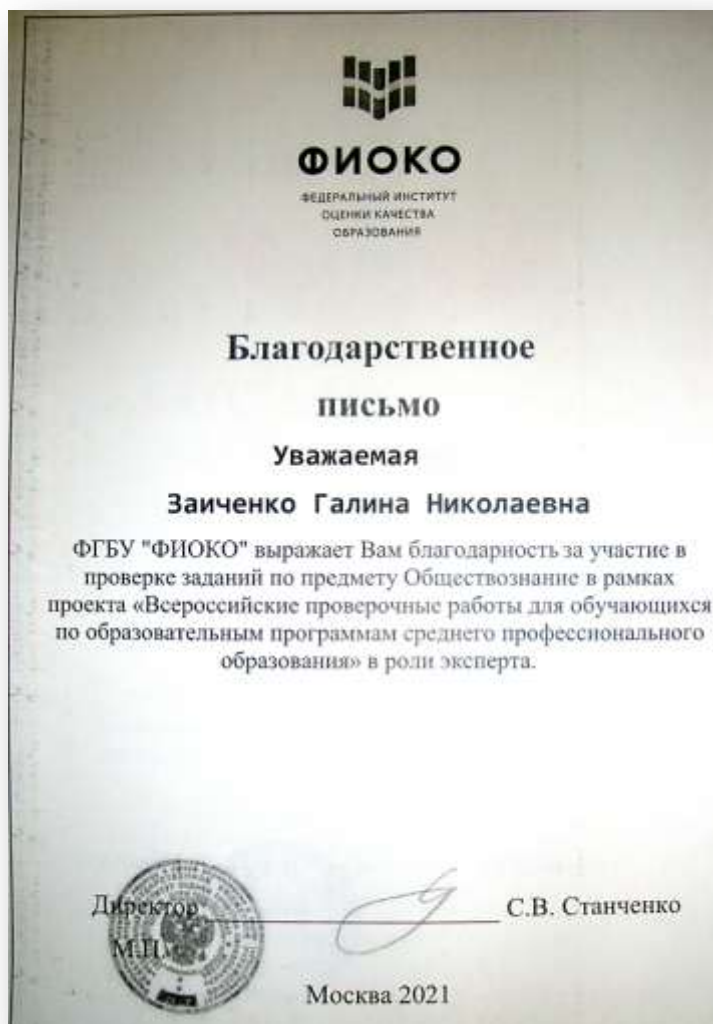 ФИОКО
ФЕДЕРАЛЬНЫЙ ИНСТИТУТ
ОЦЕНКИ КАЧЕСТВА
ОБРАЗОВАНИЯ
Благодарственное
письмо
Уважаемая
Заиченко Галина Николаевна
ФГБУ "ФИОКО" выражает Вам благодарность за участие в
проверке заданий по предмету Обществознание в рамках
проекта «Всероссийские проверочные работы для обучающихся
по образовательным программам среднего профессионального
образования» в роли эксперта.
Директор С.В. Станченко
М.П.
Москва 2021